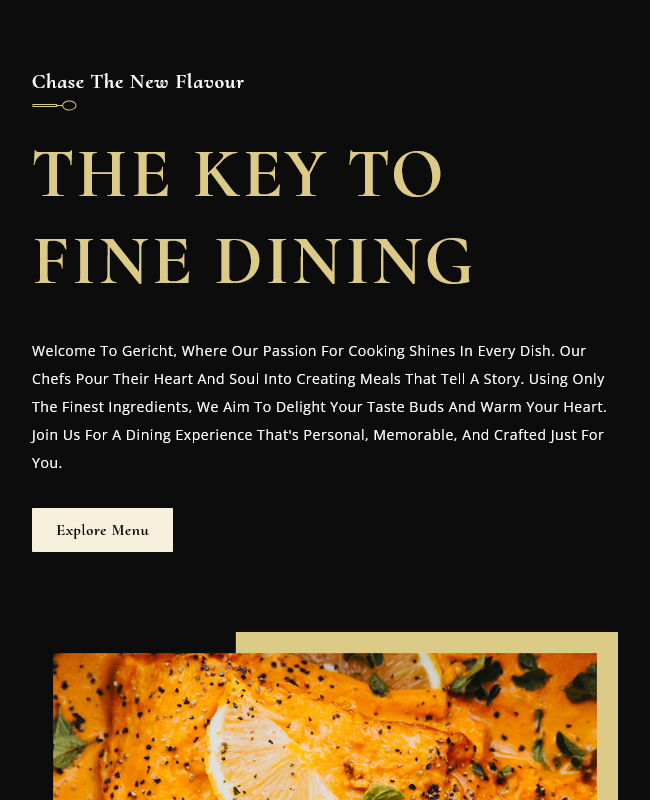 Chase The New Flavour
THE KEY TO
FINE DINING
Welcome To Gericht, Where Our Passion For Cooking Shines In Every Dish. Our
Chefs Pour Their Heart And Soul Into Creating Meals That Tell A Story. Using Only
The Finest Ingredients, We Aim To Delight Your Taste Buds And Warm Your Heart.
Join Us For A Dining Experience That's Personal, Memorable, And Crafted Just For
You.
Explore Menu